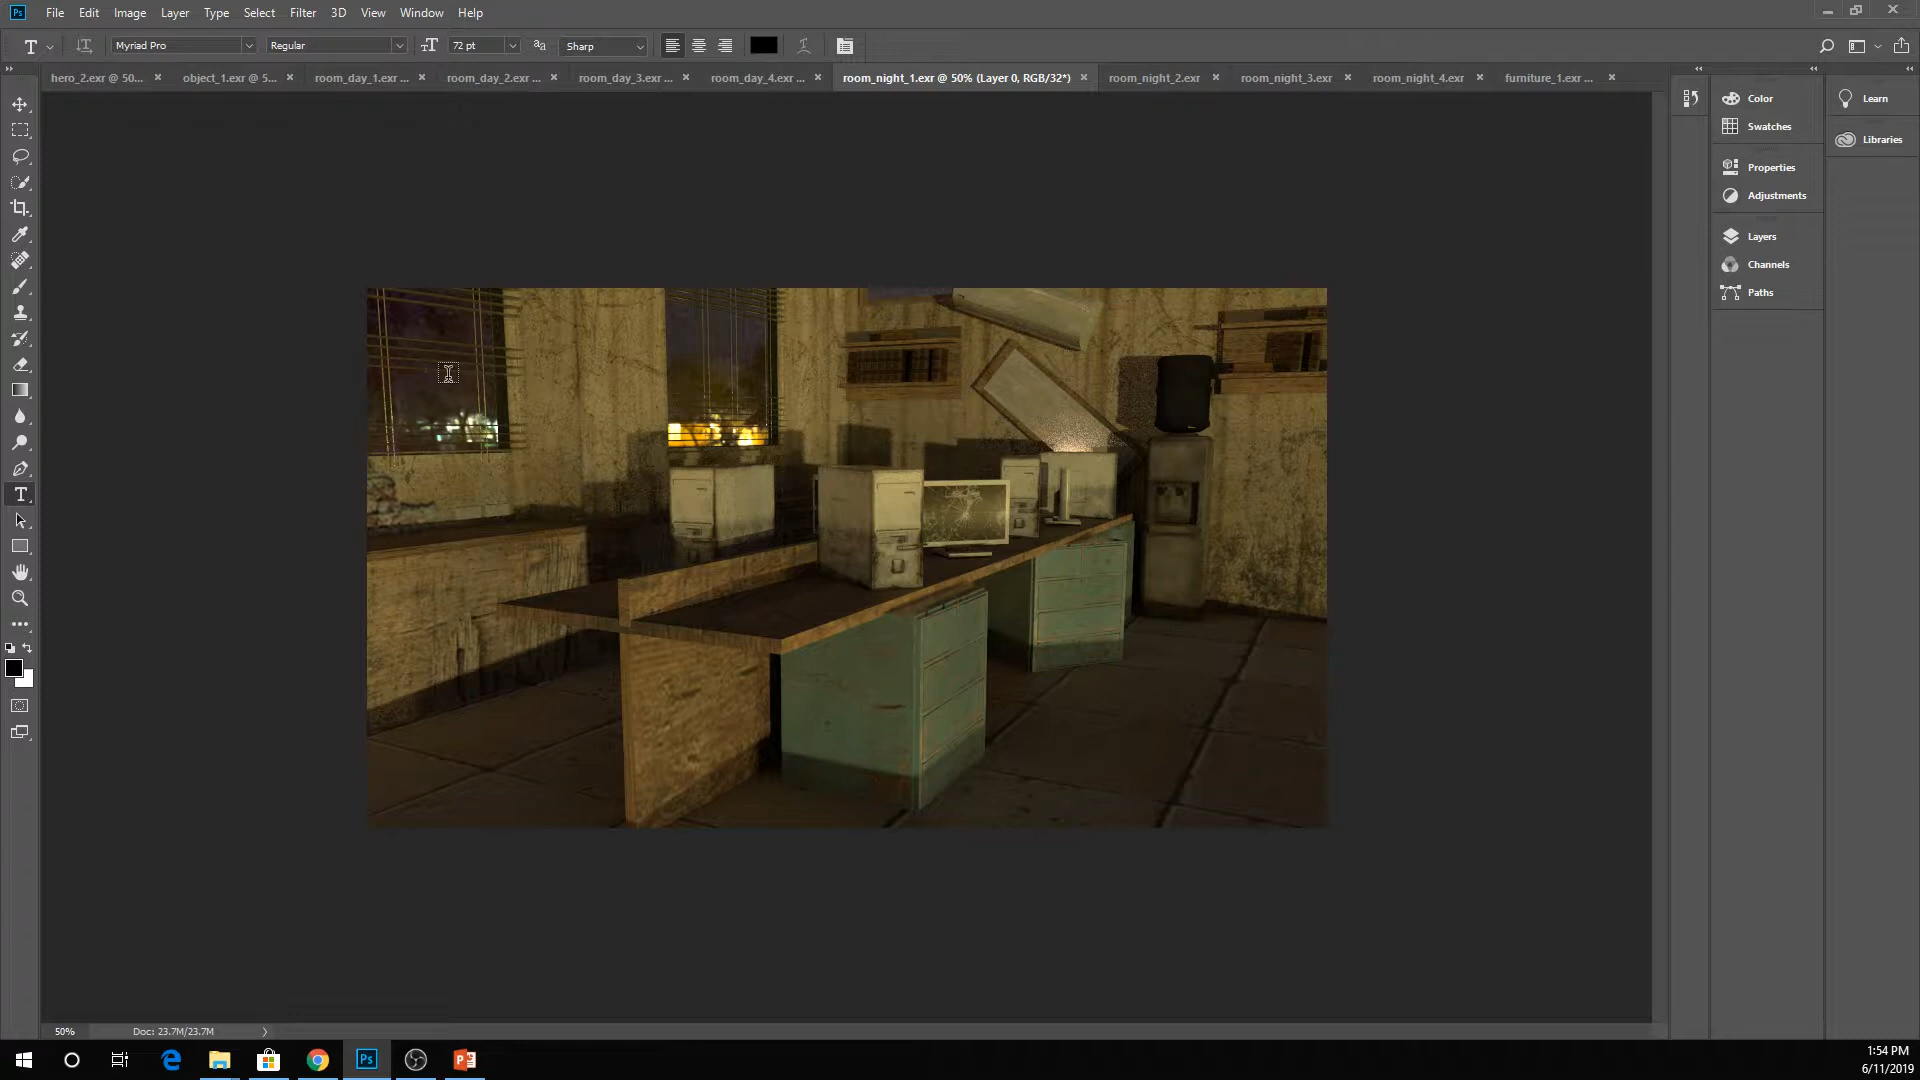 Ps File Edit Image Layer Type Select Filter 3D View Window Help
T Myriad Pro Regular 72 pt Sharp
hero_2.exr @ 50... object_1.exr @ 5... room_day_1.exr ... room_day_2.exr ... room_day_3.exr ... room_day_4.exr ... room_night_1.exr @ 50% (Layer 0, RGB/32*) room_night_2.exr room_night_3.exr room_night_4.exr furniture_1.exr ...
Color
Learn
Swatches
Libraries
Properties
Adjustments
Layers
Channels
Paths
T
50% Doc: 23.7M/23.7M
Ps
1:54 PM
6/11/2019